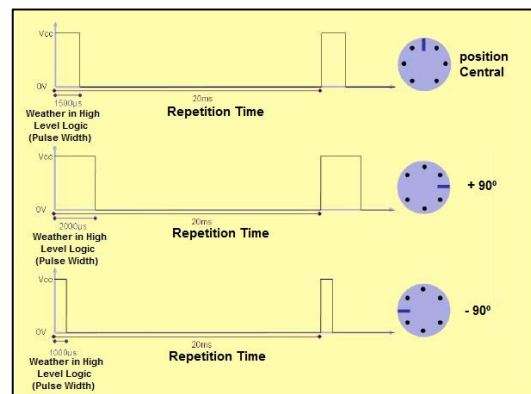 Vcc
0V
1500µs
20ms
Weather in High
Level Logic
(Pulse Width)
Repetition Time
position
Central
Vcc
0V
2000µs
20ms
Weather in High
Level Logic
(Pulse Width)
Repetition Time
+ 90º
Vcc
0V
1000µs
20ms
Weather in High
Level Logic
(Pulse Width)
Repetition Time
- 90º